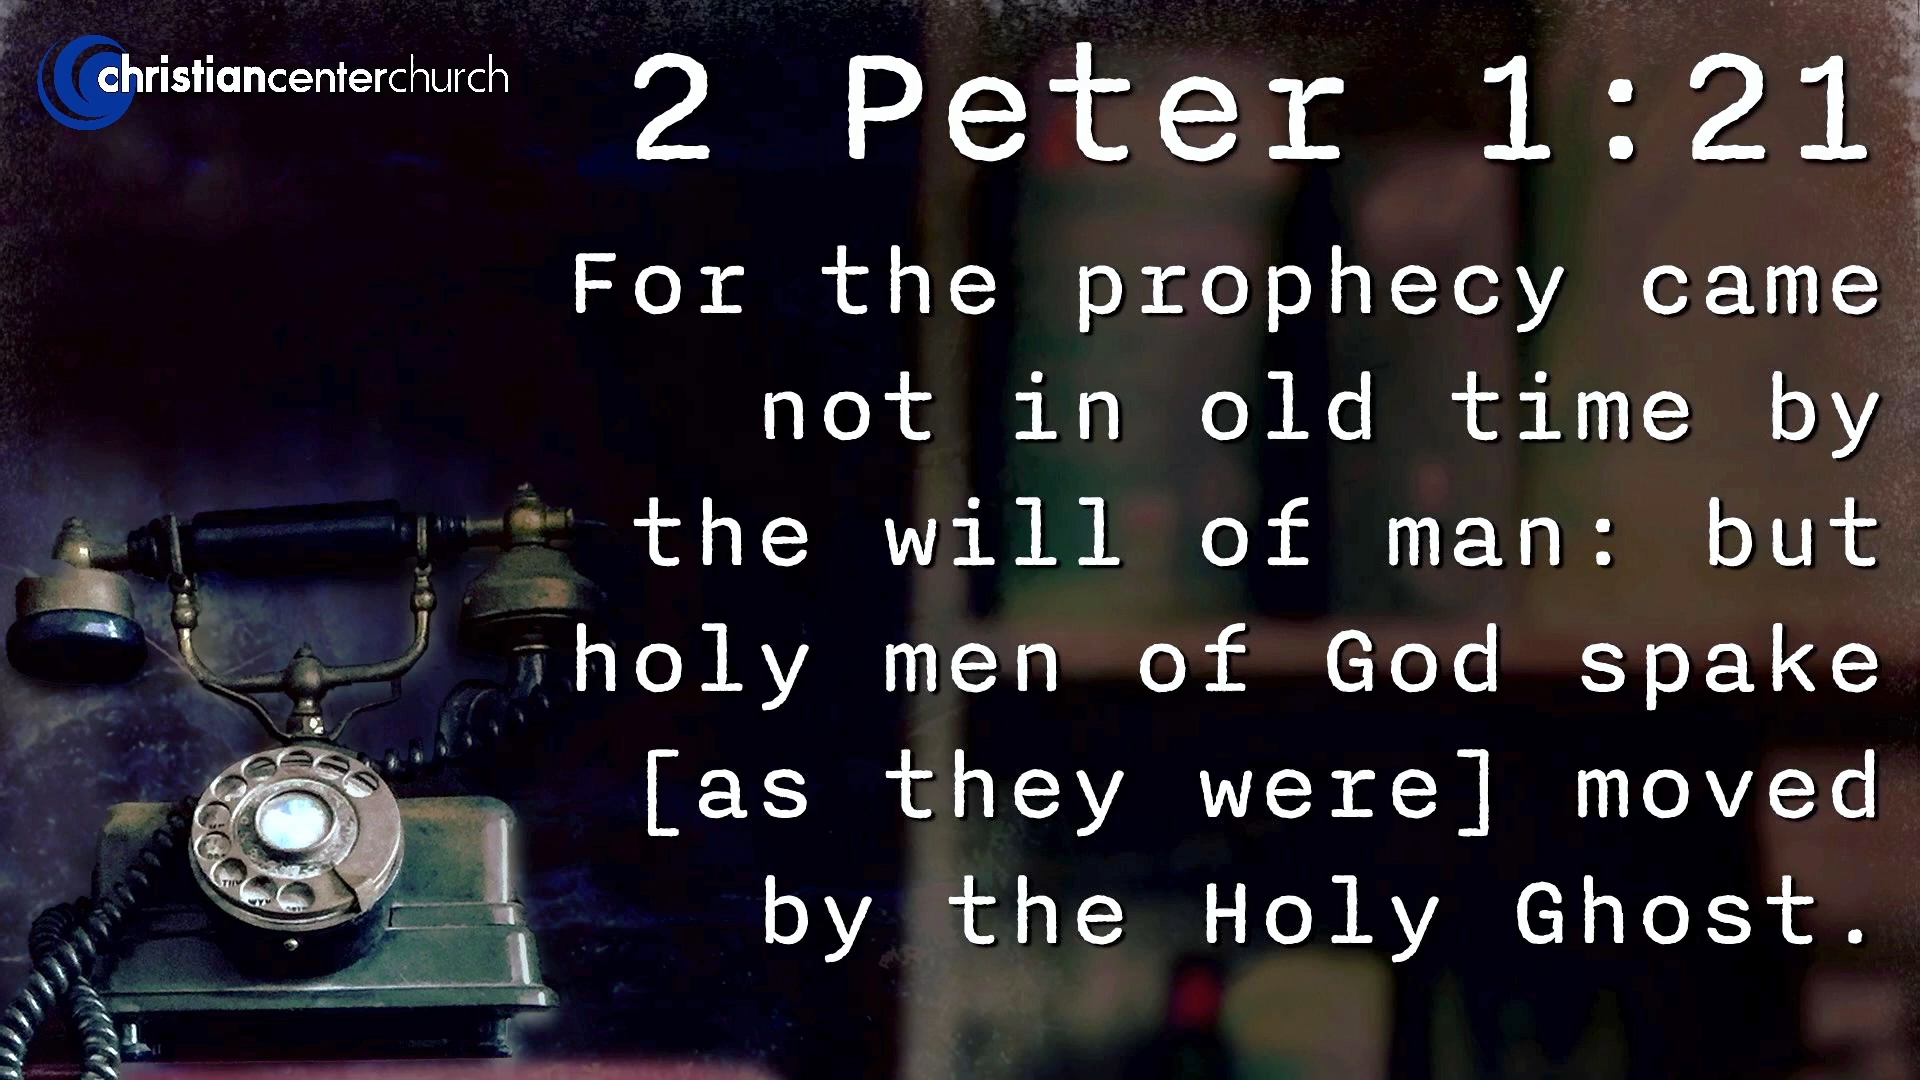 christiancenterchurch
2 Peter 1:21
For the prophecy came
not in old time by
the will of man: but
holy men of God spake
[as they were] moved
by the Holy Ghost.